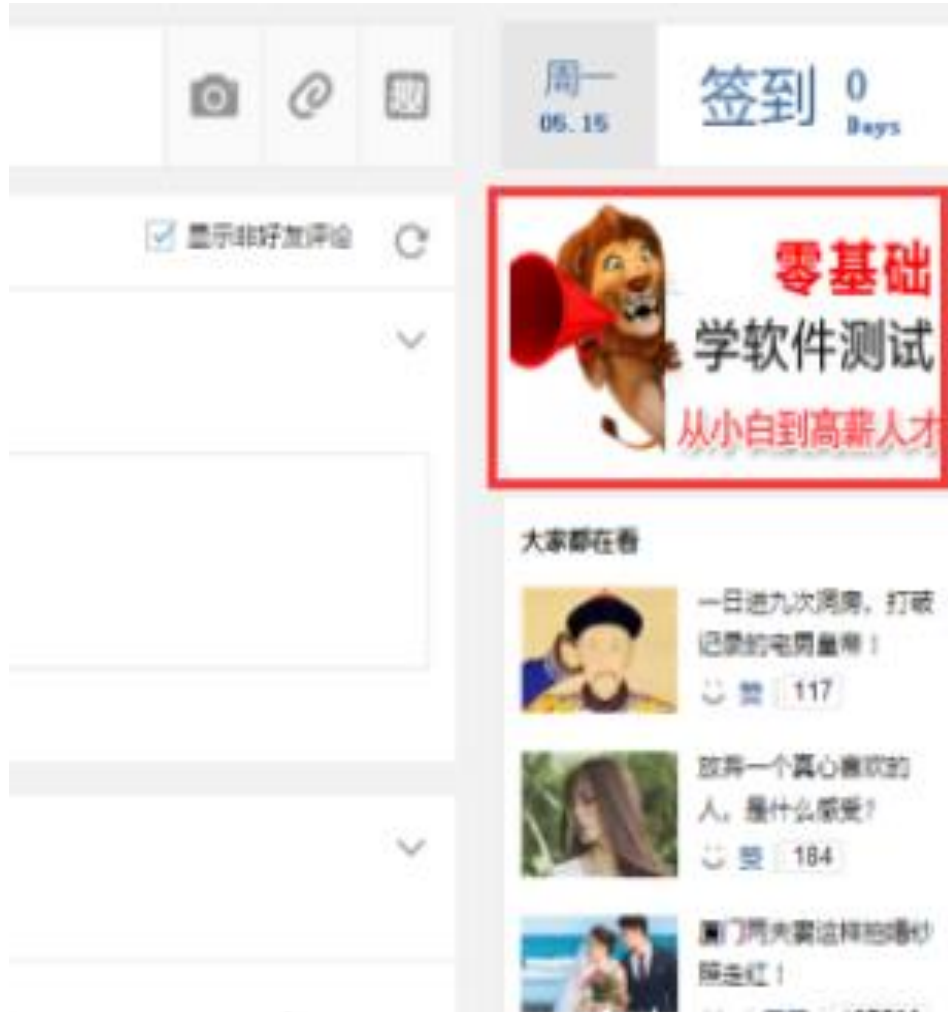 周一
05.15
签到
0
Days
显示非好友评论
零基础
学软件测试
从小白到高薪人才
大家都在看
一日进九次洞房，打破
记录的宅男皇帝！
赞 117
放弃一个真心喜欢的
人，是什么感受？
赞 184
厦门两夫妻这样拍婚纱
照走红！